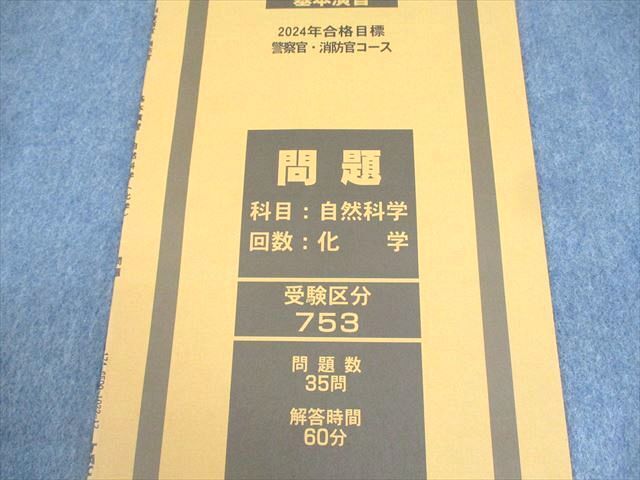 基本演習
2024年合格目標
警察官・消防官コース
問題
科目：自然科学
回数：化　学
受験区分
753
問題数
35問
解答時間
60分